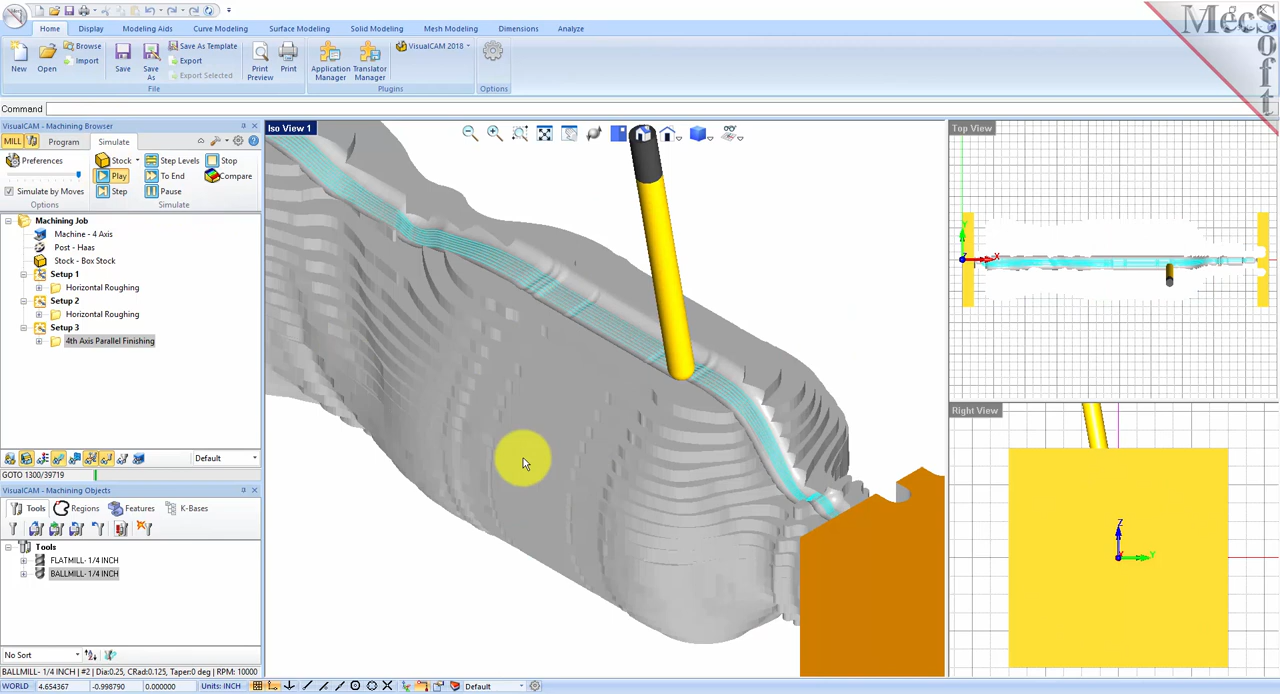 MecSoft
Home Display Modeling Aids Curve Modeling Surface Modeling Solid Modeling Mesh Modeling Dimensions Analyze
New Open Browse Import Save Save As Save As Template Export Export Selected Print Preview Print Application Manager Translator Manager VisualCAM 2018 Options
File Plugins Options
Command
VisualCAM - Machining Browser
MILL Program Simulate
Preferences Stock Step Levels Stop
Play To End Compare
Simulate by Moves Step Pause
Options Simulate
Machining Job
Machine - 4 Axis
Post - Haas
Stock - Box Stock
Setup 1
Horizontal Roughing
Setup 2
Horizontal Roughing
Setup 3
4th Axis Parallel Finishing
Default
GOTO 1300/39719
VisualCAM - Machining Objects
Tools Regions Features K-Bases
Tools
FLATMILL- 1/4 INCH
BALLMILL- 1/4 INCH
No Sort
BALLMILL- 1/4 INCH | #2 | Dia:0.25, CRad:0.125, Taper:0 deg | RPM: 10000
WORLD 4.654367 -0.998790 0.000000 Units: INCH Default
Iso View 1
Top View
Y
Z
X
Right View
Z
X
Y